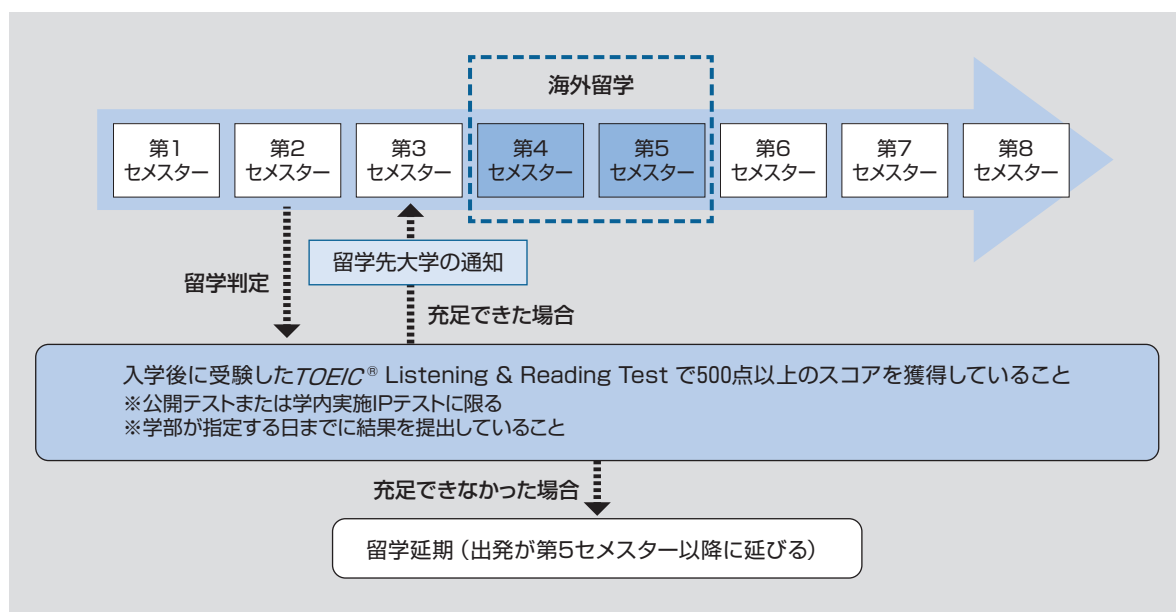 海外留学
第1
セメスター
第2
セメスター
第3
セメスター
第4
セメスター
第5
セメスター
第6
セメスター
第7
セメスター
第8
セメスター
留学判定
留学先大学の通知
充足できた場合
入学後に受験したTOEIC® Listening & Reading Test で500点以上のスコアを獲得していること
※公開テストまたは学内実施IPテストに限る
※学部が指定する日までに結果を提出していること
充足できなかった場合
留学延期（出発が第5セメスター以降に延びる）